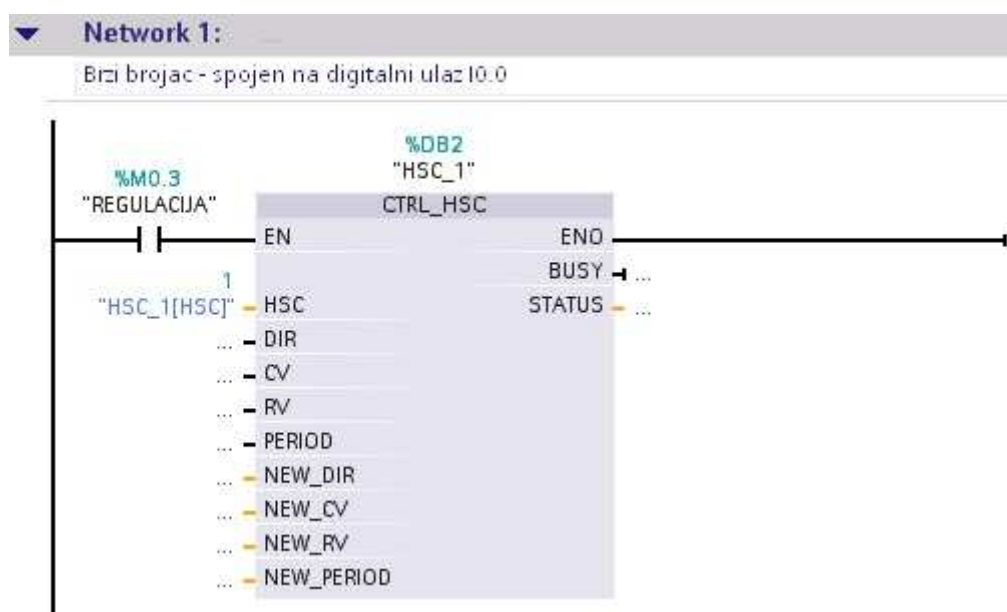 Network 1: ...
Brzi brojac - spojen na digitalni ulaz I0.0
%DB2
"HSC_1"
%M0.3
"REGULACIJA"
CTRL_HSC
EN
ENO
BUSY ...
1
"HSC_1[HSC]" HSC
STATUS ...
... DIR
... CV
... RV
... PERIOD
... NEW_DIR
... NEW_CV
... NEW_RV
... NEW_PERIOD